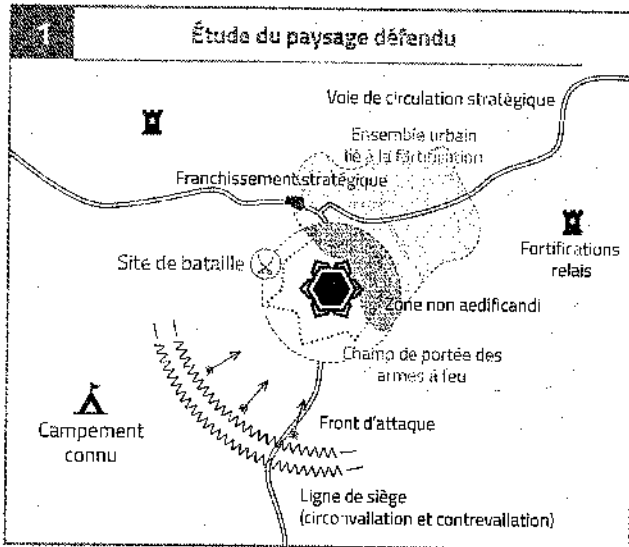 1
Étude du paysage défendu
Voie de circulation stratégique
Ensemble urbain
lié à la fortification
Franchissement stratégique
Site de bataille
Fortifications
relais
Zone non aedificandi
Champ de portée des
armes à feu
Campement
connu
Front d'attaque
Ligne de siège
(circonvallation et contrevallation)